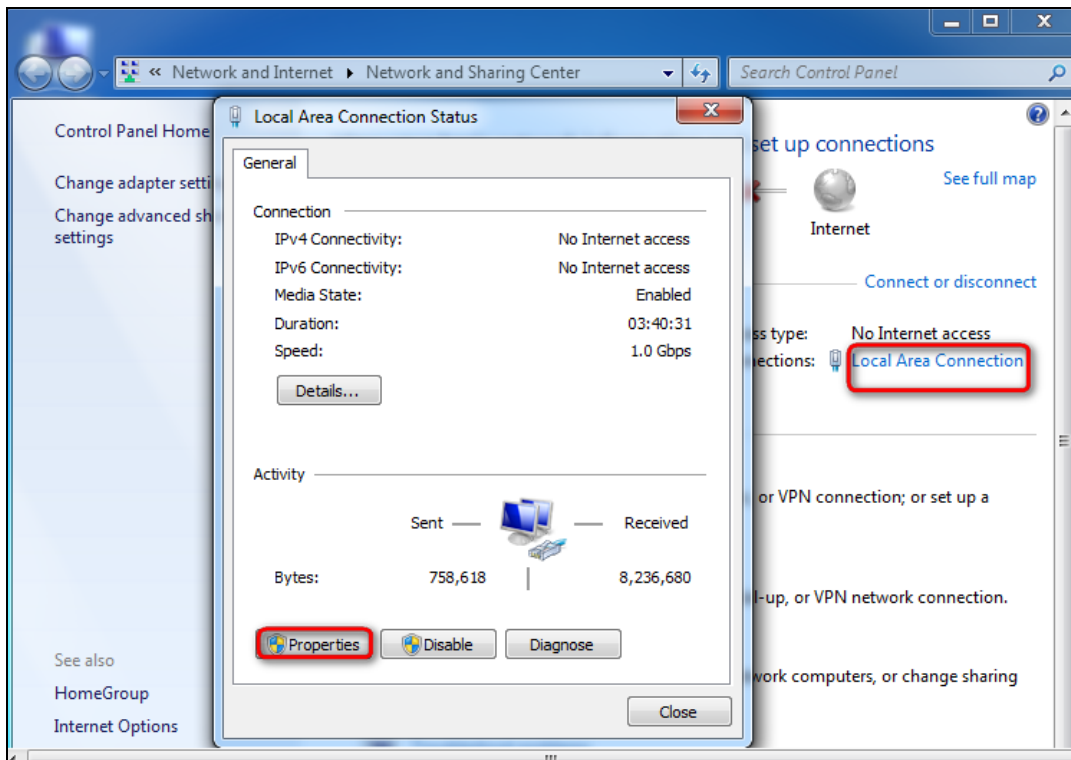 « Network and Internet Network and Sharing Center
Search Control Panel
Control Panel Home
Change adapter setti
Change advanced sh
settings
See also
HomeGroup
Internet Options
Local Area Connection Status
General
Connection
IPv4 Connectivity: No Internet access
IPv6 Connectivity: No Internet access
Media State: Enabled
Duration: 03:40:31
Speed: 1.0 Gbps
Details...
Activity
Sent Received
Bytes: 758,618 8,236,680
Properties Disable Diagnose
Close
set up connections
See full map
Internet
Connect or disconnect
ss type: No Internet access
ections: Local Area Connection
or VPN connection; or set up a
l-up, or VPN network connection.
work computers, or change sharing